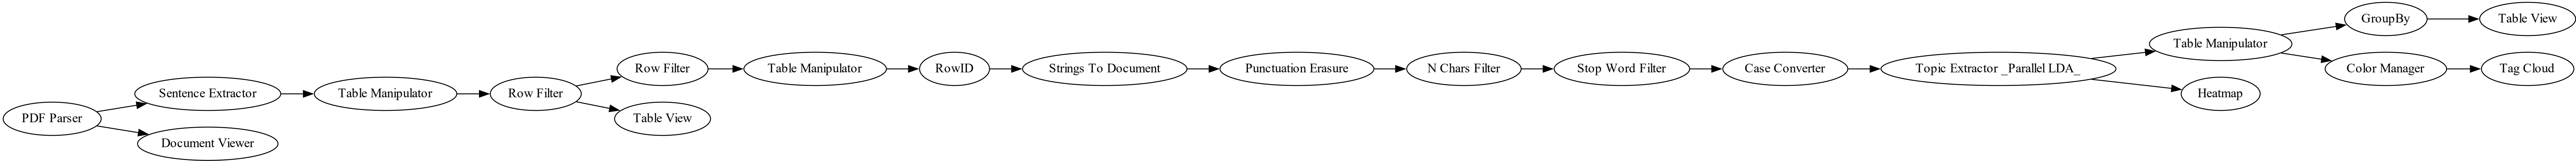 PDF Parser
Sentence Extractor
Document Viewer
Table Manipulator
Row Filter
Row Filter
Table View
Table Manipulator
RowID
Strings To Document
Punctuation Erasure
N Chars Filter
Stop Word Filter
Case Converter
Topic Extractor _Parallel LDA_
Table Manipulator
Heatmap
GroupBy
Color Manager
Table View
Tag Cloud